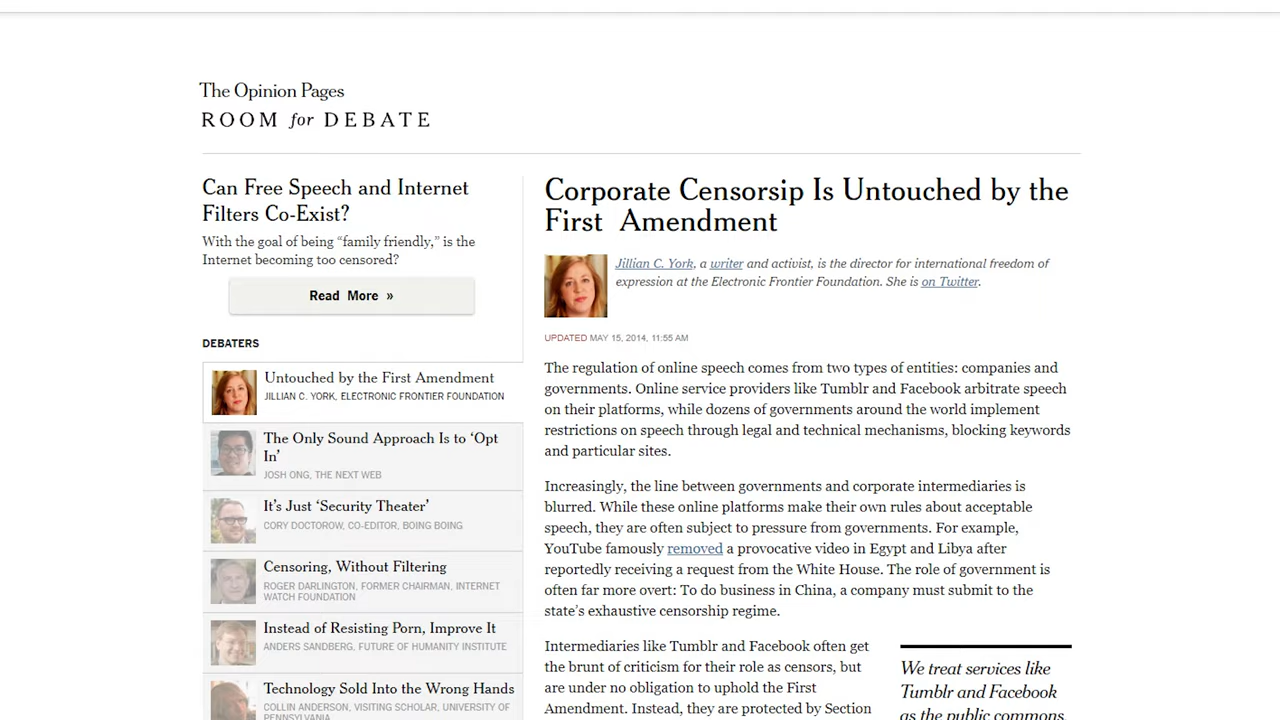 The Opinion Pages
ROOM for DEBATE
Can Free Speech and Internet
Filters Co-Exist?
With the goal of being “family friendly,” is the
Internet becoming too censored?
Read More »
DEBATERS
Untouched by the First Amendment
JILLIAN C. YORK, ELECTRONIC FRONTIER FOUNDATION
The Only Sound Approach Is to ‘Opt
In’
JOSH ONG, THE NEXT WEB
It’s Just ‘Security Theater’
CORY DOCTOROW, CO-EDITOR, BOING BOING
Censoring, Without Filtering
ROGER DARLINGTON, FORMER CHAIRMAN, INTERNET
WATCH FOUNDATION
Instead of Resisting Porn, Improve It
ANDERS SANDBERG, FUTURE OF HUMANITY INSTITUTE
Technology Sold Into the Wrong Hands
COLLIN ANDERSON, VISITING SCHOLAR, UNIVERSITY OF
PENNSYLVANIA
Corporate Censorsip Is Untouched by the
First Amendment
Jillian C. York, a writer and activist, is the director for international freedom of
expression at the Electronic Frontier Foundation. She is on Twitter.
UPDATED MAY 15, 2014, 11:55 AM
The regulation of online speech comes from two types of entities: companies and
governments. Online service providers like Tumblr and Facebook arbitrate speech
on their platforms, while dozens of governments around the world implement
restrictions on speech through legal and technical mechanisms, blocking keywords
and particular sites.
Increasingly, the line between governments and corporate intermediaries is
blurred. While these online platforms make their own rules about acceptable
speech, they are often subject to pressure from governments. For example,
YouTube famously removed a provocative video in Egypt and Libya after
reportedly receiving a request from the White House. The role of government is
often far more overt: To do business in China, a company must submit to the
state’s exhaustive censorship regime.
Intermediaries like Tumblr and Facebook often get
the brunt of criticism for their role as censors, but
are under no obligation to uphold the First
Amendment. Instead, they are protected by Section
We treat services like
Tumblr and Facebook
as the public commons,